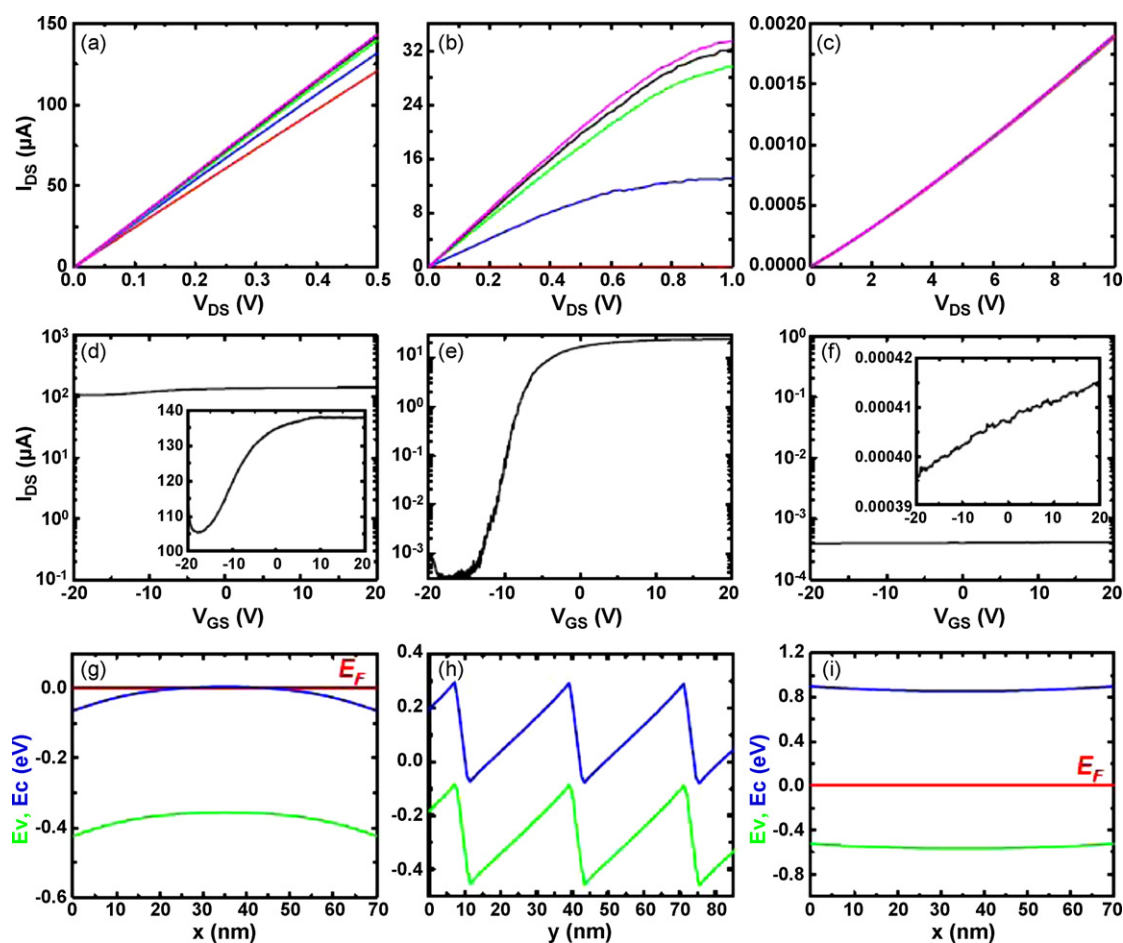 (a)
150
100
50
0
0.0 0.1 0.2 0.3 0.4 0.5
V_DS (V)
I_DS (µA)
(b)
36
24
12
0
0.0 0.2 0.4 0.6 0.8 1.0
V_DS (V)
(c)
0.0020
0.0015
0.0010
0.0005
0.0000
0 2 4 6 8 10
V_DS (V)
(d)
10^3
10^2
10^1
10^0
10^-1
-20 -10 0 10 20
V_GS (V)
I_DS (µA)
140
130
120
110
100
-20 -10 0 10 20
(e)
10^1
10^0
10^-1
10^-2
10^-3
-20 -10 0 10 20
V_GS (V)
(f)
10^0
10^-1
10^-2
10^-3
10^-4
-20 -10 0 10 20
V_GS (V)
0.00042
0.00041
0.00040
0.00039
-20 -10 0 10 20
(g)
E_F
0.0
-0.2
-0.4
-0.6
0 10 20 30 40 50 60 70
x (nm)
Ev, Ec (eV)
(h)
0.4
0.2
0.0
-0.2
-0.4
0 10 20 30 40 50 60 70 80
y (nm)
(i)
1.2
0.8
0.4
0.0
-0.4
-0.8
E_F
0 10 20 30 40 50 60 70
x (nm)
Ev, Ec (eV)